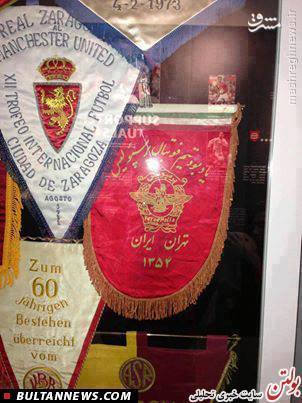 4-2-1973
REAL ZARAGOZA
AL
MANCHESTER UNITED
XII TROFEO INTERNACIONAL FUTBOL
CIUDAD DE ZARAGOZA
AGOSTO
یادبود تیم فوتبال پرسپولیس
تهران ایران
۱۳۵۲
Zum
60
jährigen
Bestehen
überreicht
vom
مشرق
mashreghnews.ir
BULTANNEWS.COM
بولتن
سایت خبری تحلیلی